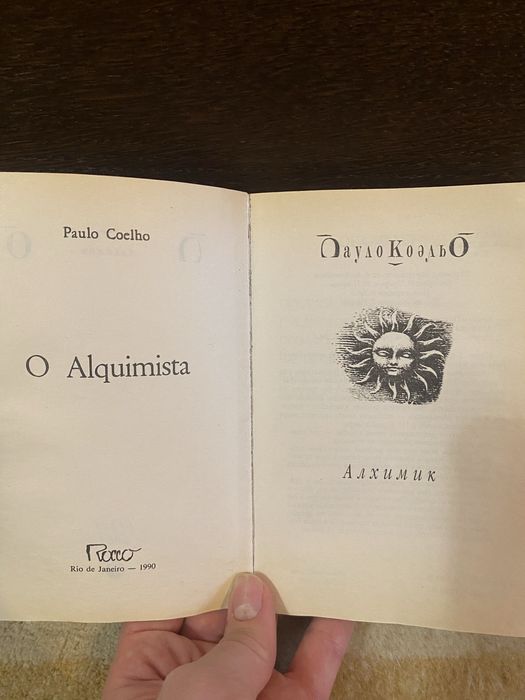 Paulo Coelho
O Alquimista
Rocco
Rio de Janeiro — 1990
Пауло Коэльо
Алхимик